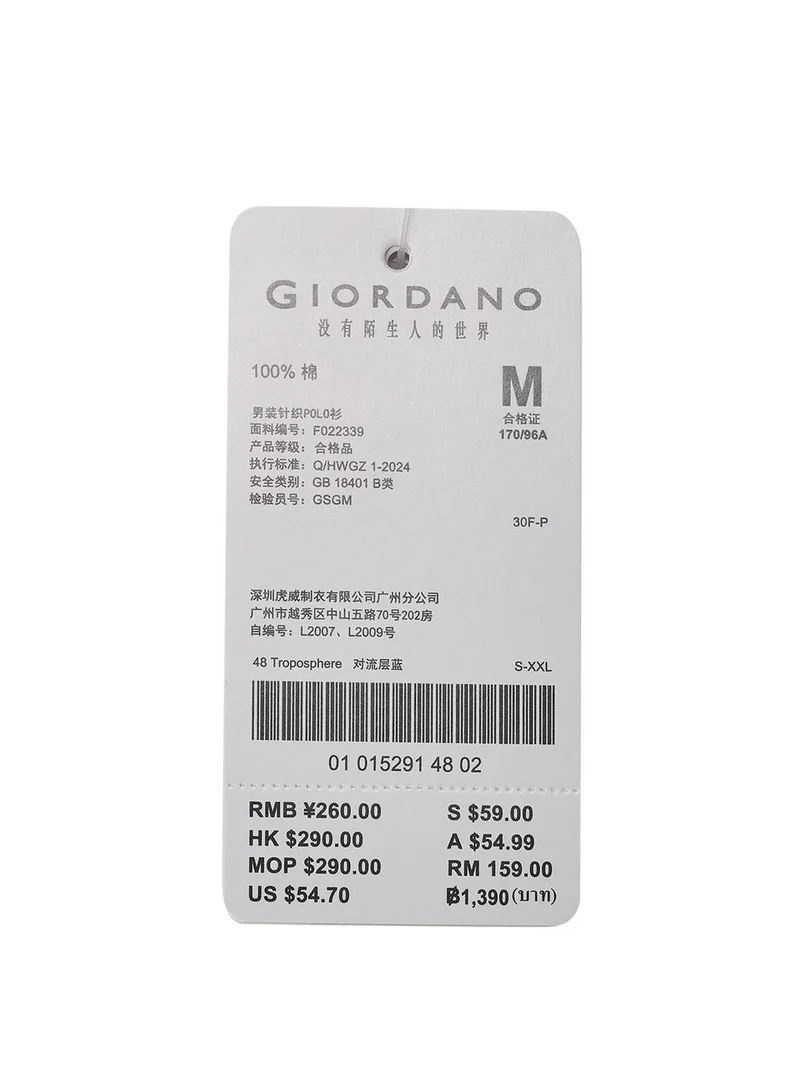 GIORDANO
没有陌生人的世界
100% 棉
M
合格证
170/96A
男装针织POLO衫
面料编号：F022339
产品等级：合格品
执行标准：Q/HWGZ 1-2024
安全类别：GB 18401 B类
检验员号：GSGM
30F-P
深圳虎威制衣有限公司广州分公司
广州市越秀区中山五路70号202房
自编号：L2007、L2009号
48 Troposphere 对流层蓝 S-XXL
01 015291 48 02
RMB ¥260.00 S $59.00
HK $290.00 A $54.99
MOP $290.00 RM 159.00
US $54.70 ฿1,390(บาท)